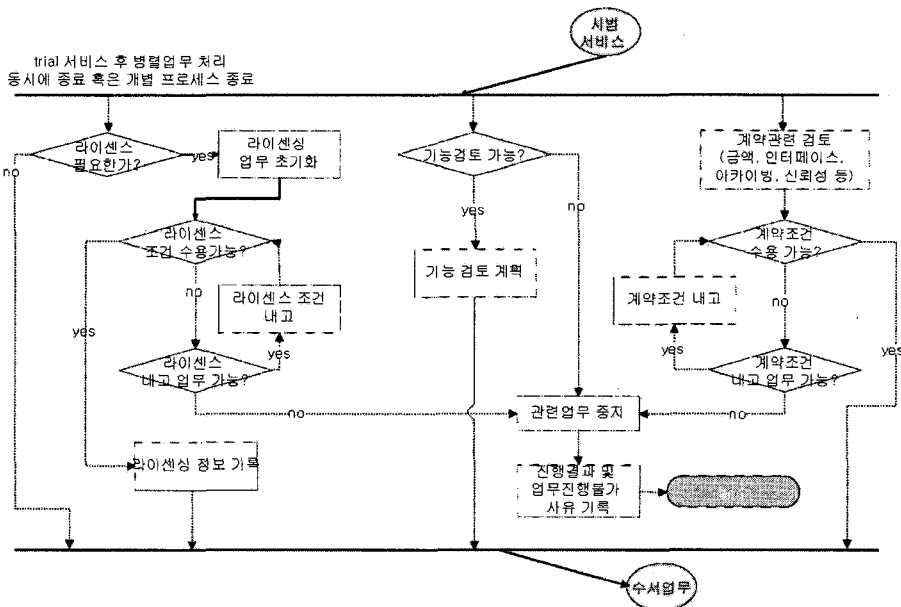 시범
서비스
trial 서비스 후 병렬업무 처리
동시에 종료 혹은 개별 프로세스 종료
라이센스
필요한가?
yes
no
라이센싱
업무 초기화
기능검토 가능?
yes
no
계약관련 검토
(금액, 인터페이스,
아카이빙, 신뢰성 등)
라이센스
조건 수용가능?
no
yes
라이센스 조건
내고
기능 검토 계획
계약조건
수용 가능?
no
yes
계약조건 내고
라이센스
내고 업무 가능?
yes
no
계약조건
내고업무 가능?
yes
no
관련업무 중지
라이센싱 정보 기록
진행결과 및
업무진행불가
사유 기록
수서업무